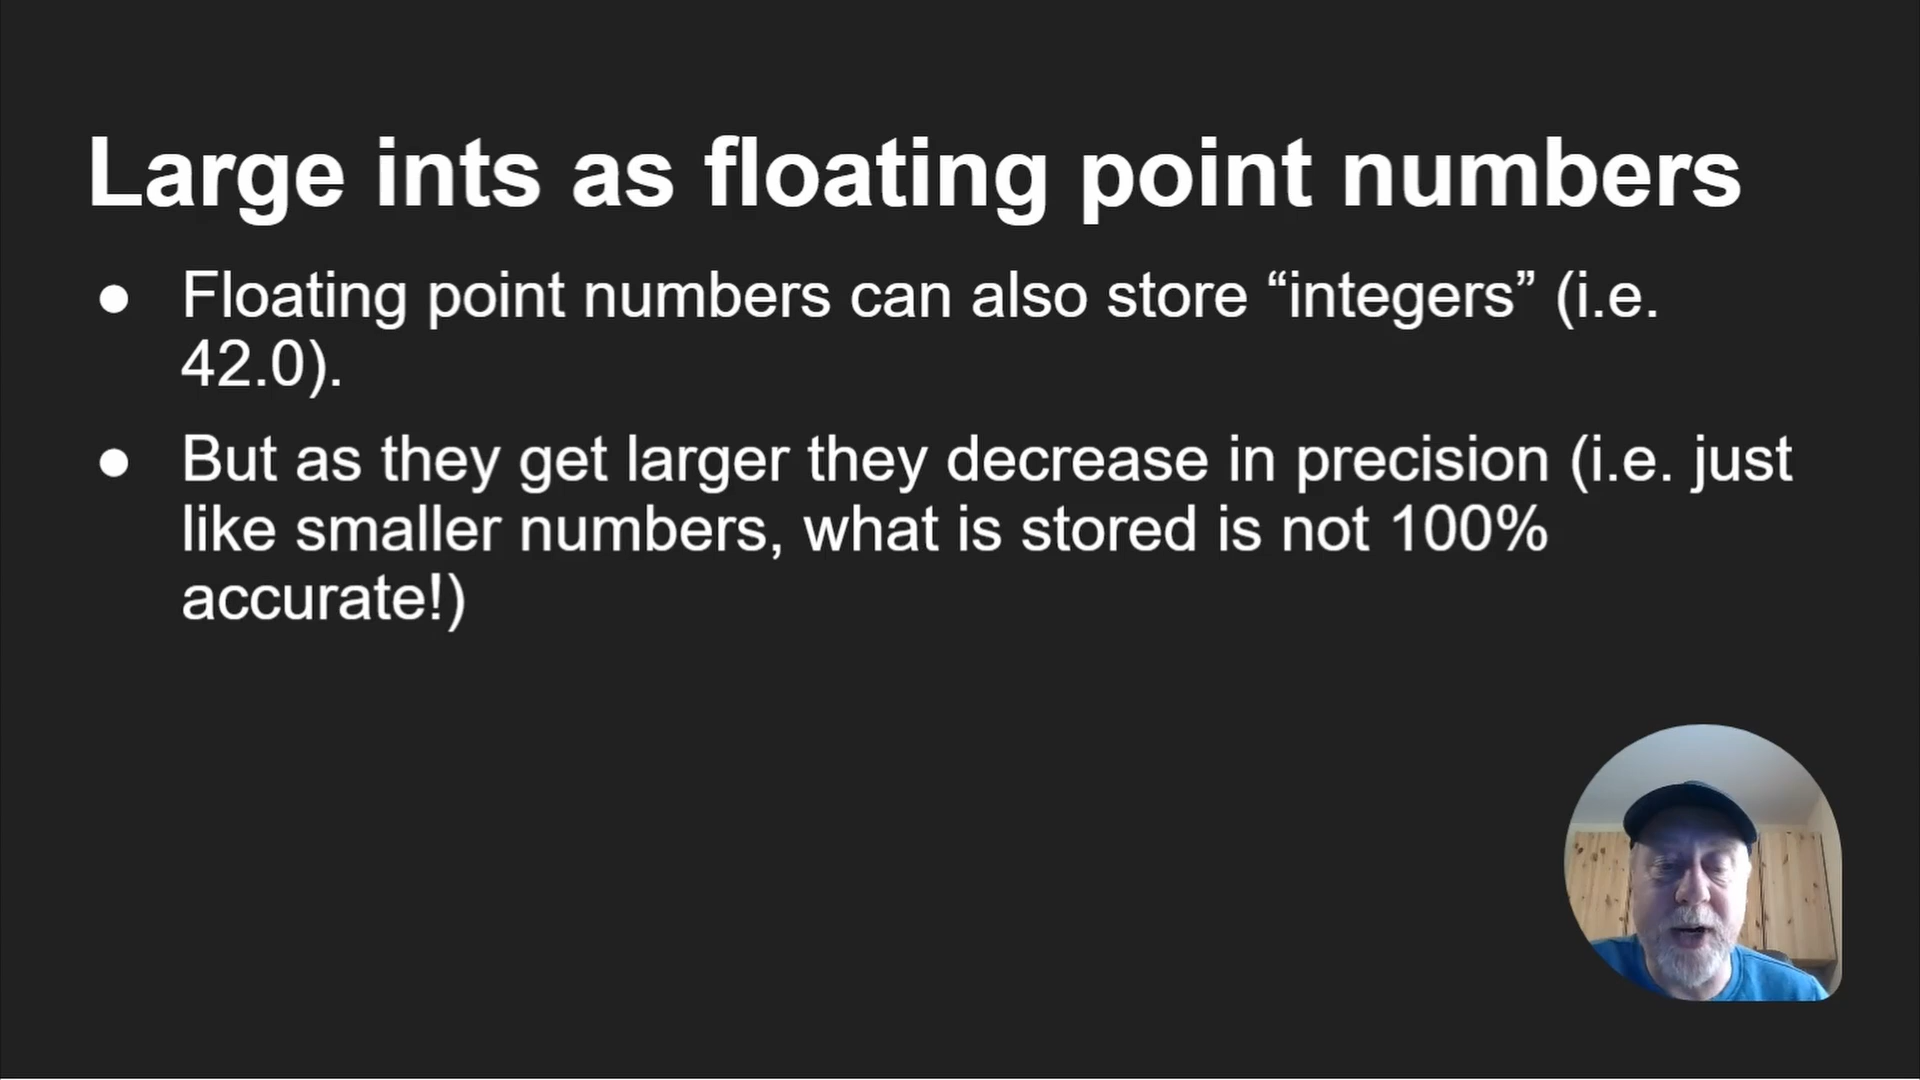 Large ints as floating point numbers
● Floating point numbers can also store “integers” (i.e.
42.0).
● But as they get larger they decrease in precision (i.e. just
like smaller numbers, what is stored is not 100%
accurate!)